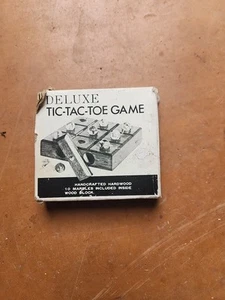 DELUXE
TIC-TAC-TOE GAME
HANDCRAFTED HARDWOOD
10 MARBLES INCLUDED INSIDE
WOOD BLOCK